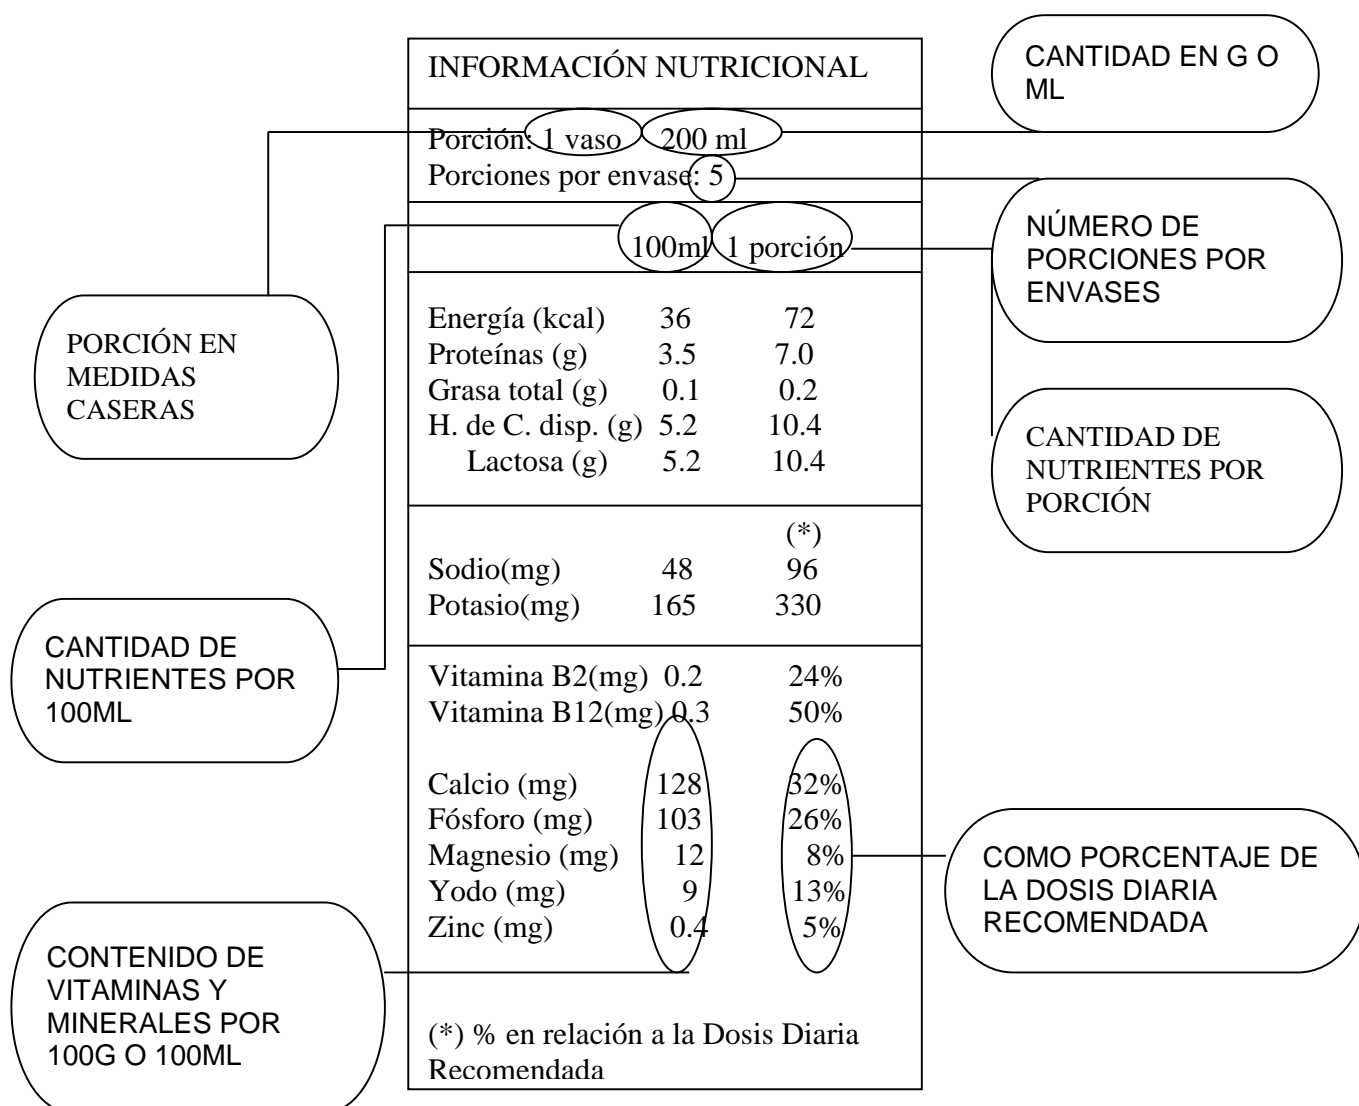 INFORMACIÓN NUTRICIONAL
Porción: 1 vaso 200 ml
Porciones por envase: 5
100ml 1 porción
Energía (kcal) 36 72
Proteínas (g) 3.5 7.0
Grasa total (g) 0.1 0.2
H. de C. disp. (g) 5.2 10.4
Lactosa (g) 5.2 10.4
(*)
Sodio(mg) 48 96
Potasio(mg) 165 330
Vitamina B2(mg) 0.2 24%
Vitamina B12(mg) 0.3 50%
Calcio (mg) 128 32%
Fósforo (mg) 103 26%
Magnesio (mg) 12 8%
Yodo (mg) 9 13%
Zinc (mg) 0.4 5%
(*) % en relación a la Dosis Diaria
Recomendada
PORCIÓN EN
MEDIDAS
CASERAS
CANTIDAD DE
NUTRIENTES POR
100ML
CONTENIDO DE
VITAMINAS Y
MINERALES POR
100G O 100ML
CANTIDAD EN G O
ML
NÚMERO DE
PORCIONES POR
ENVASES
CANTIDAD DE
NUTRIENTES POR
PORCIÓN
COMO PORCENTAJE DE
LA DOSIS DIARIA
RECOMENDADA